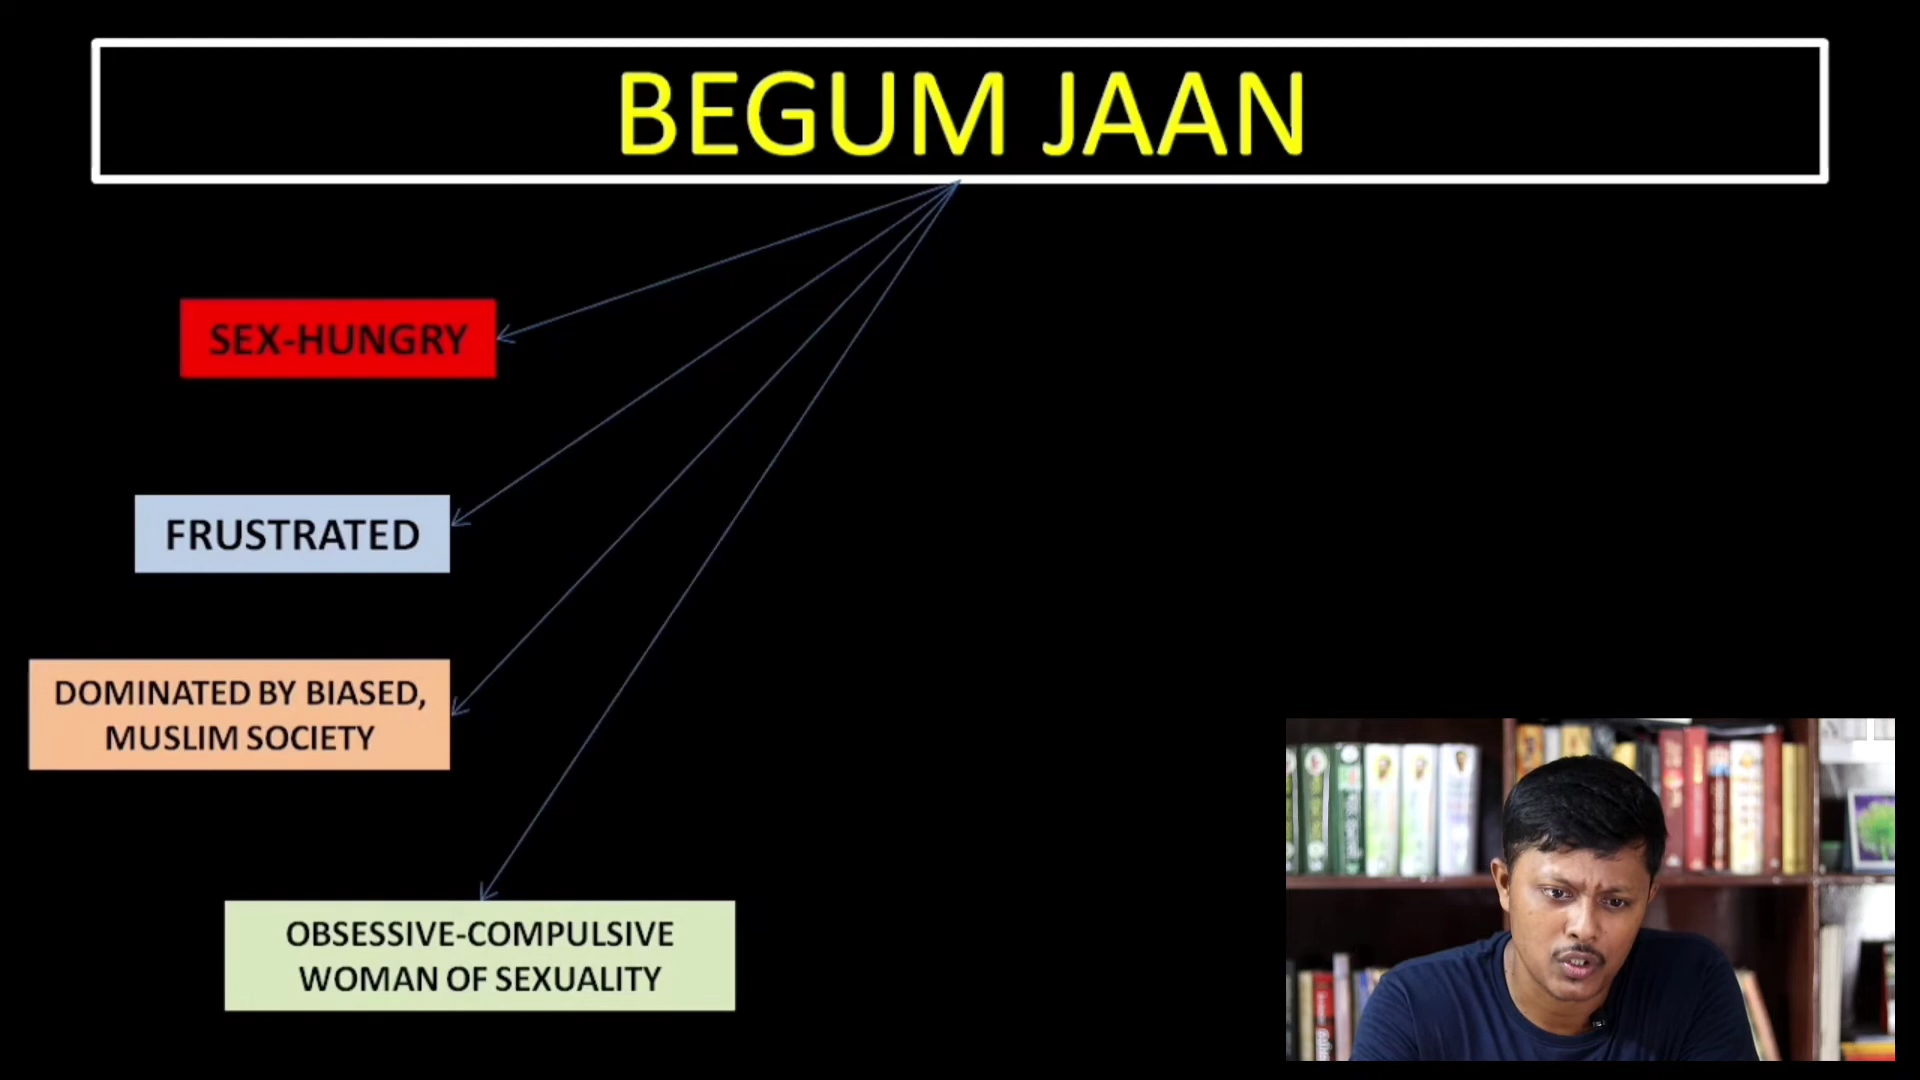 BEGUM JAAN
SEX-HUNGRY
FRUSTRATED
DOMINATED BY BIASED,
MUSLIM SOCIETY
OBSESSIVE-COMPULSIVE
WOMAN OF SEXUALITY